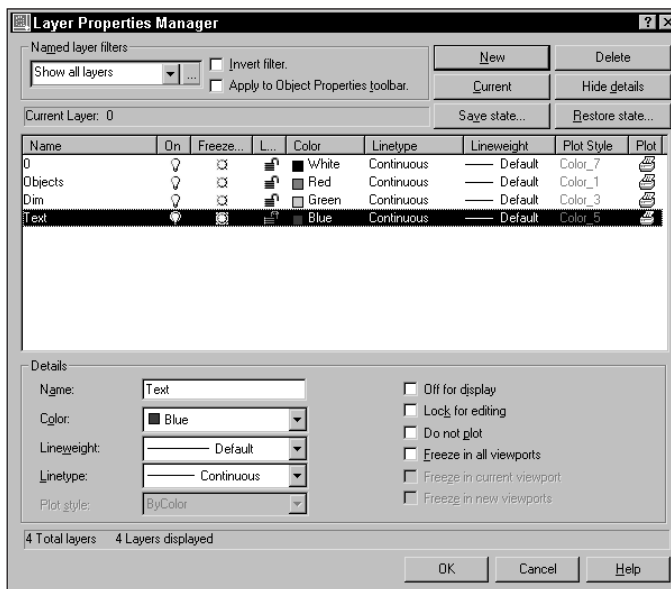 Layer Properties Manager
Named layer filters
Show all layers
...
Invert filter.
Apply to Object Properties toolbar.
New
Delete
Current
Hide details
Current Layer: 0
Save state...
Restore state...
Name On Freeze... L... Color Linetype Lineweight Plot Style Plot
0 White Continuous Default Color_7
Objects Red Continuous Default Color_1
Dim Green Continuous Default Color_3
Text Blue Continuous Default Color_5
Details
Name: Text
Color: Blue
Lineweight: Default
Linetype: Continuous
Plot style: ByColor
Off for display
Lock for editing
Do not plot
Freeze in all viewports
Freeze in current viewport
Freeze in new viewports
4 Total layers 4 Layers displayed
OK Cancel Help